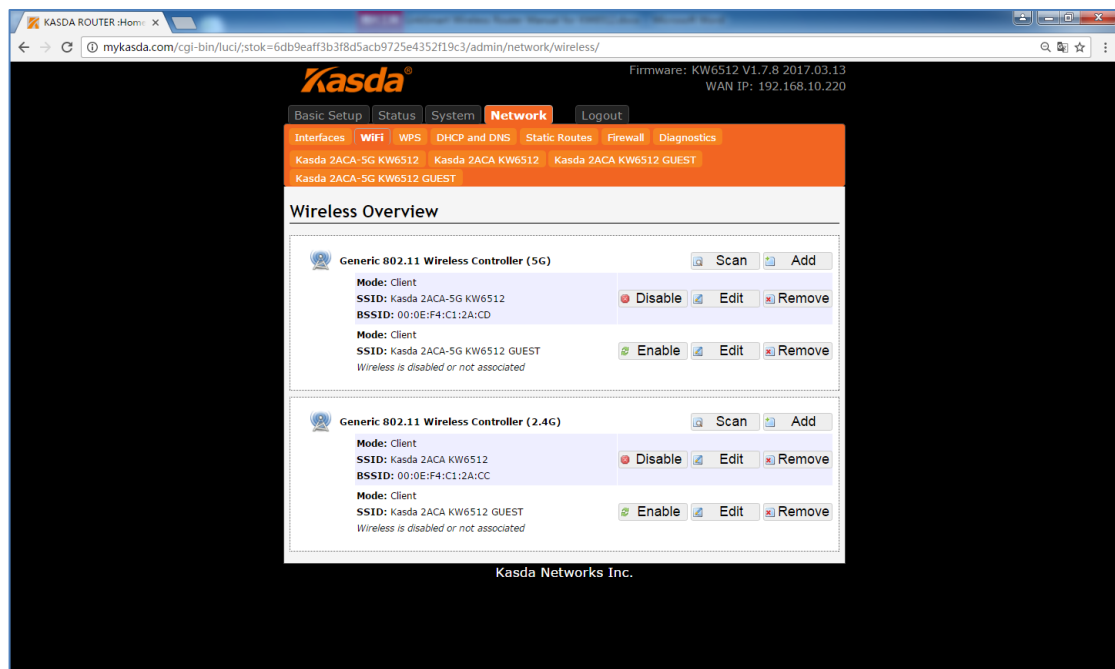 KASDA ROUTER :Home
mykasda.com/cgi-bin/luci/;stok=6db9eaff3b3f8d5acb9725e4352f19c3/admin/network/wireless/
Kasda®
Firmware: KW6512 V1.7.8 2017.03.13
WAN IP: 192.168.10.220
Basic Setup Status System Network Logout
Interfaces WiFi WPS DHCP and DNS Static Routes Firewall Diagnostics
Kasda 2ACA-5G KW6512 Kasda 2ACA KW6512 Kasda 2ACA KW6512 GUEST
Kasda 2ACA-5G KW6512 GUEST
Wireless Overview
Generic 802.11 Wireless Controller (5G) Scan Add
Mode: Client
SSID: Kasda 2ACA-5G KW6512 Disable Edit Remove
BSSID: 00:0E:F4:C1:2A:CD
Mode: Client
SSID: Kasda 2ACA-5G KW6512 GUEST Enable Edit Remove
Wireless is disabled or not associated
Generic 802.11 Wireless Controller (2.4G) Scan Add
Mode: Client
SSID: Kasda 2ACA KW6512 Disable Edit Remove
BSSID: 00:0E:F4:C1:2A:CC
Mode: Client
SSID: Kasda 2ACA KW6512 GUEST Enable Edit Remove
Wireless is disabled or not associated
Kasda Networks Inc.